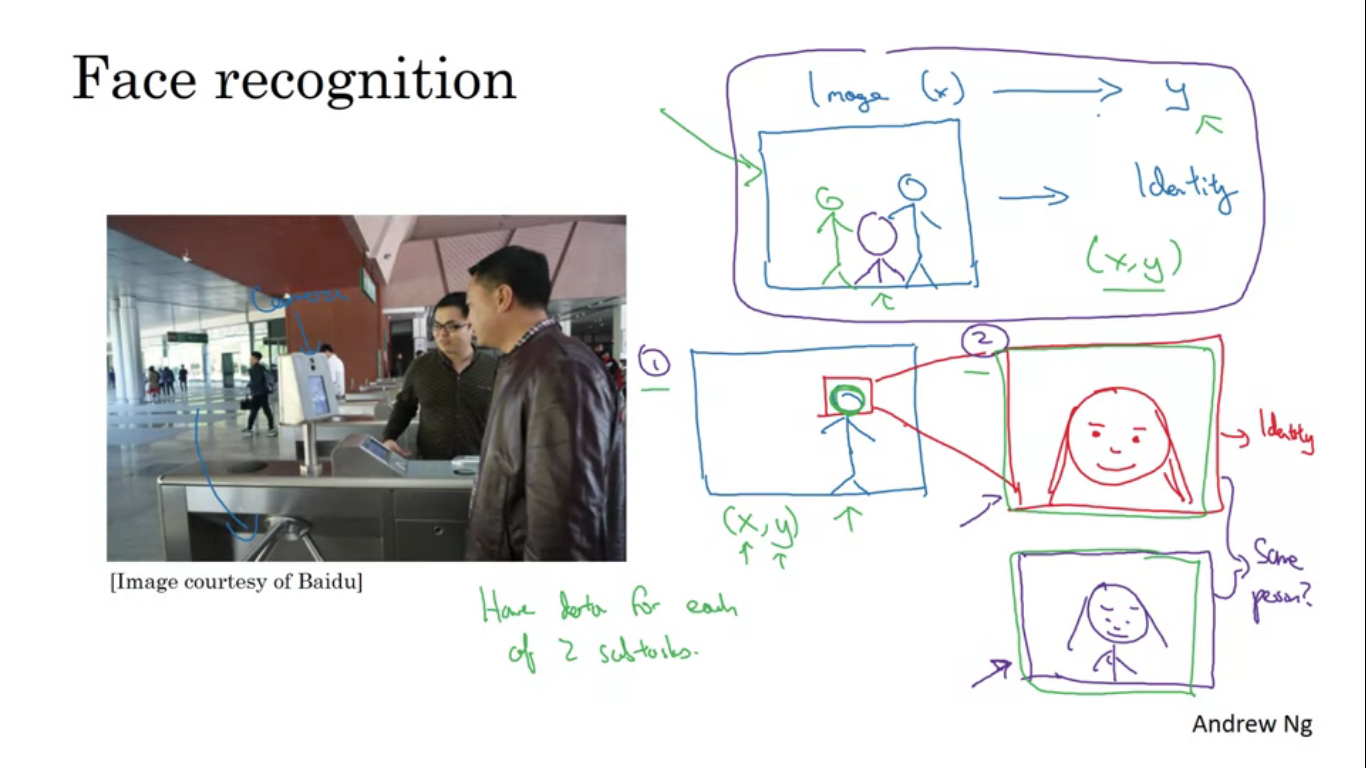 Face recognition
Image (x) → y
→ Identity
(x,y)
Camera
1
2
→ Identity
(x, y)
[Image courtesy of Baidu]
Have data for each
of 2 subtasks.
Same
person?
Andrew Ng